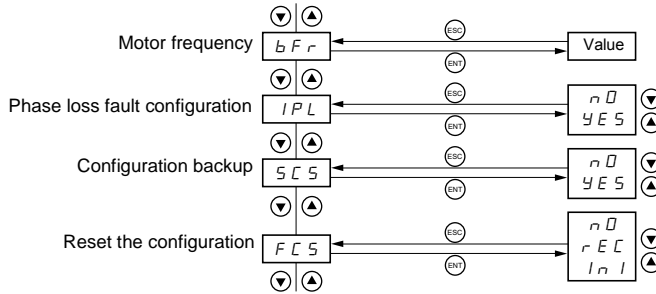 ESC
Motor frequency bFr Value
ENT
ESC
Phase loss fault configuration IPL nO
YES
ENT
ESC
Configuration backup SCS nO
YES
ENT
nO
ESC
Reset the configuration FCS rEC
InI
ENT